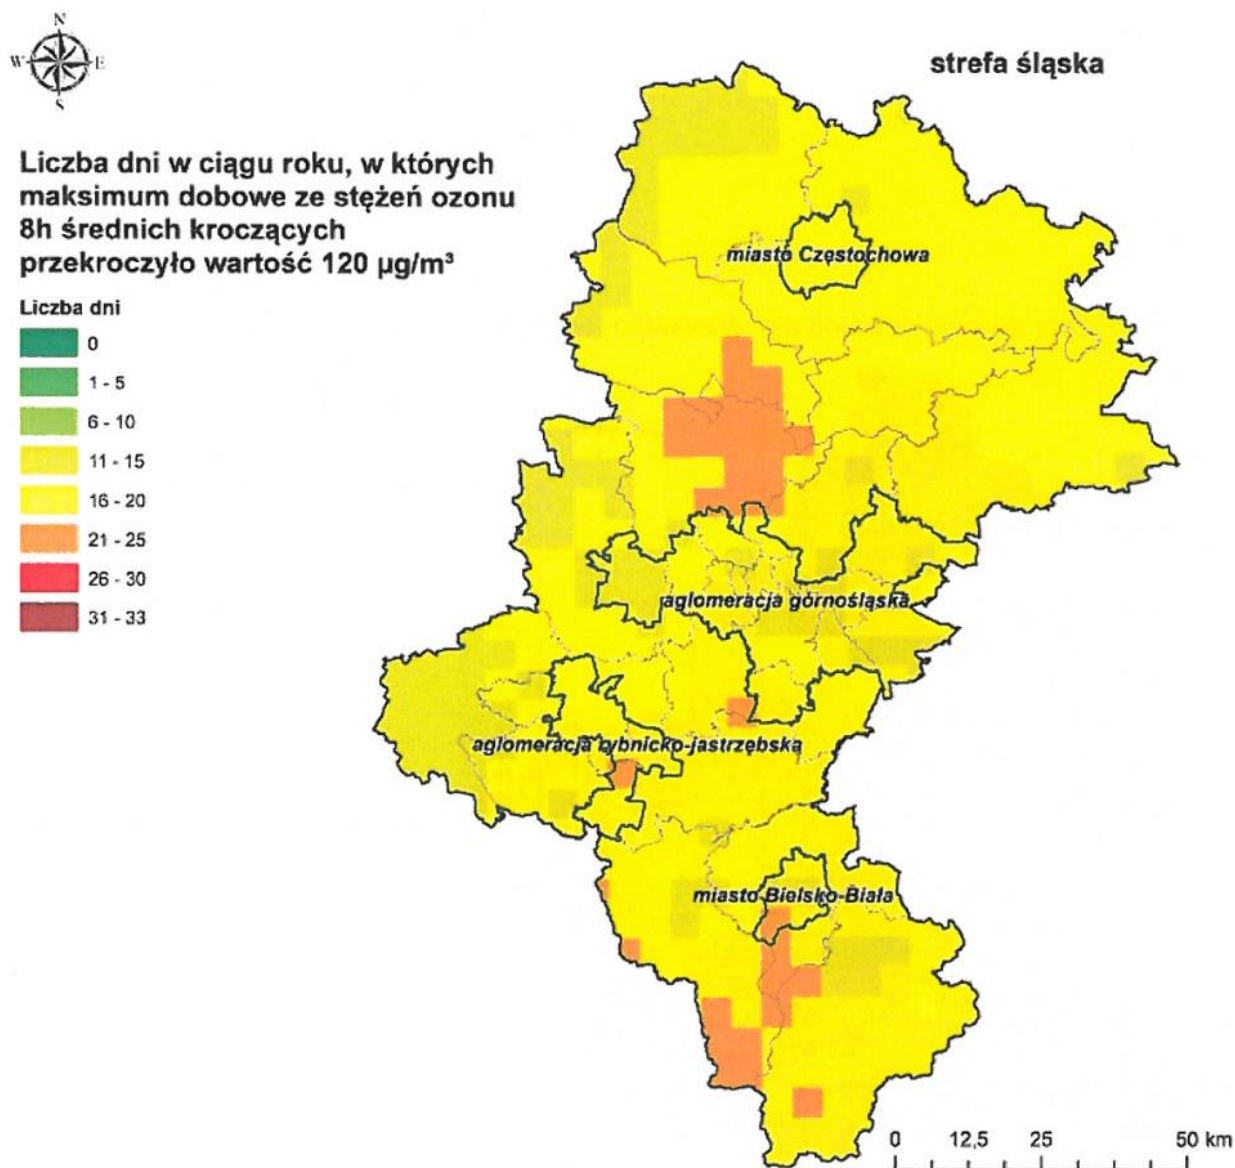 N
W E
S
strefa śląska
Liczba dni w ciągu roku, w których
maksimum dobowe ze stężeń ozonu
8h średnich kroczących
przekroczyło wartość 120 µg/m³
Liczba dni
0
1 - 5
6 - 10
11 - 15
16 - 20
21 - 25
26 - 30
31 - 33
miasto Częstochowa
aglomeracja górnośląska
aglomeracja rybnicko-jastrzębska
miasto Bielsko-Biała
0 12,5 25 50 km